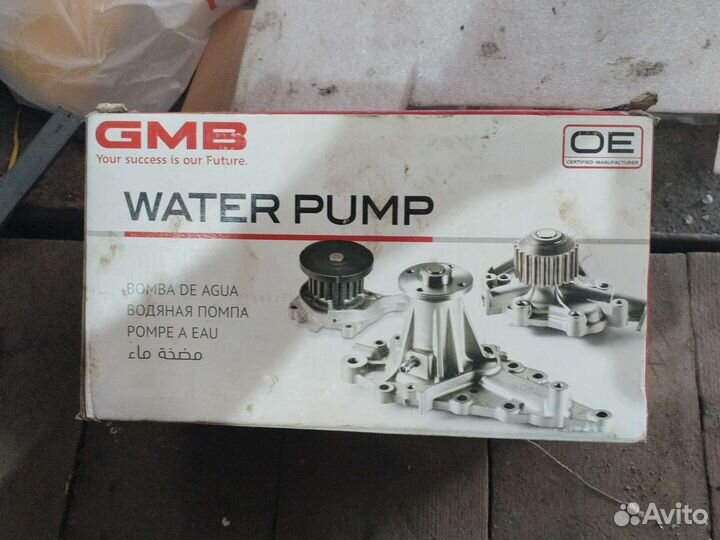 GMB
Your success is our Future.
OE
CERTIFIED-MANUFACTURER
WATER PUMP
BOMBA DE AGUA
ВОДЯНАЯ ПОМПА
POMPE A EAU
مضخة ماء
Avito